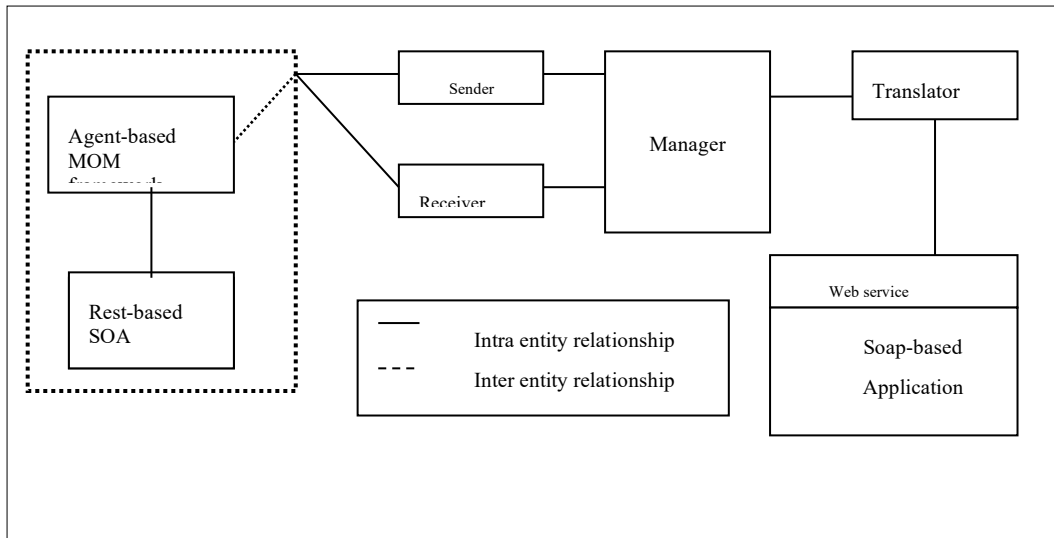 Agent-based
MOM
framework
Rest-based
SOA
Sender
Receiver
Manager
Translator
Web service
Soap-based
Application
Intra entity relationship
Inter entity relationship